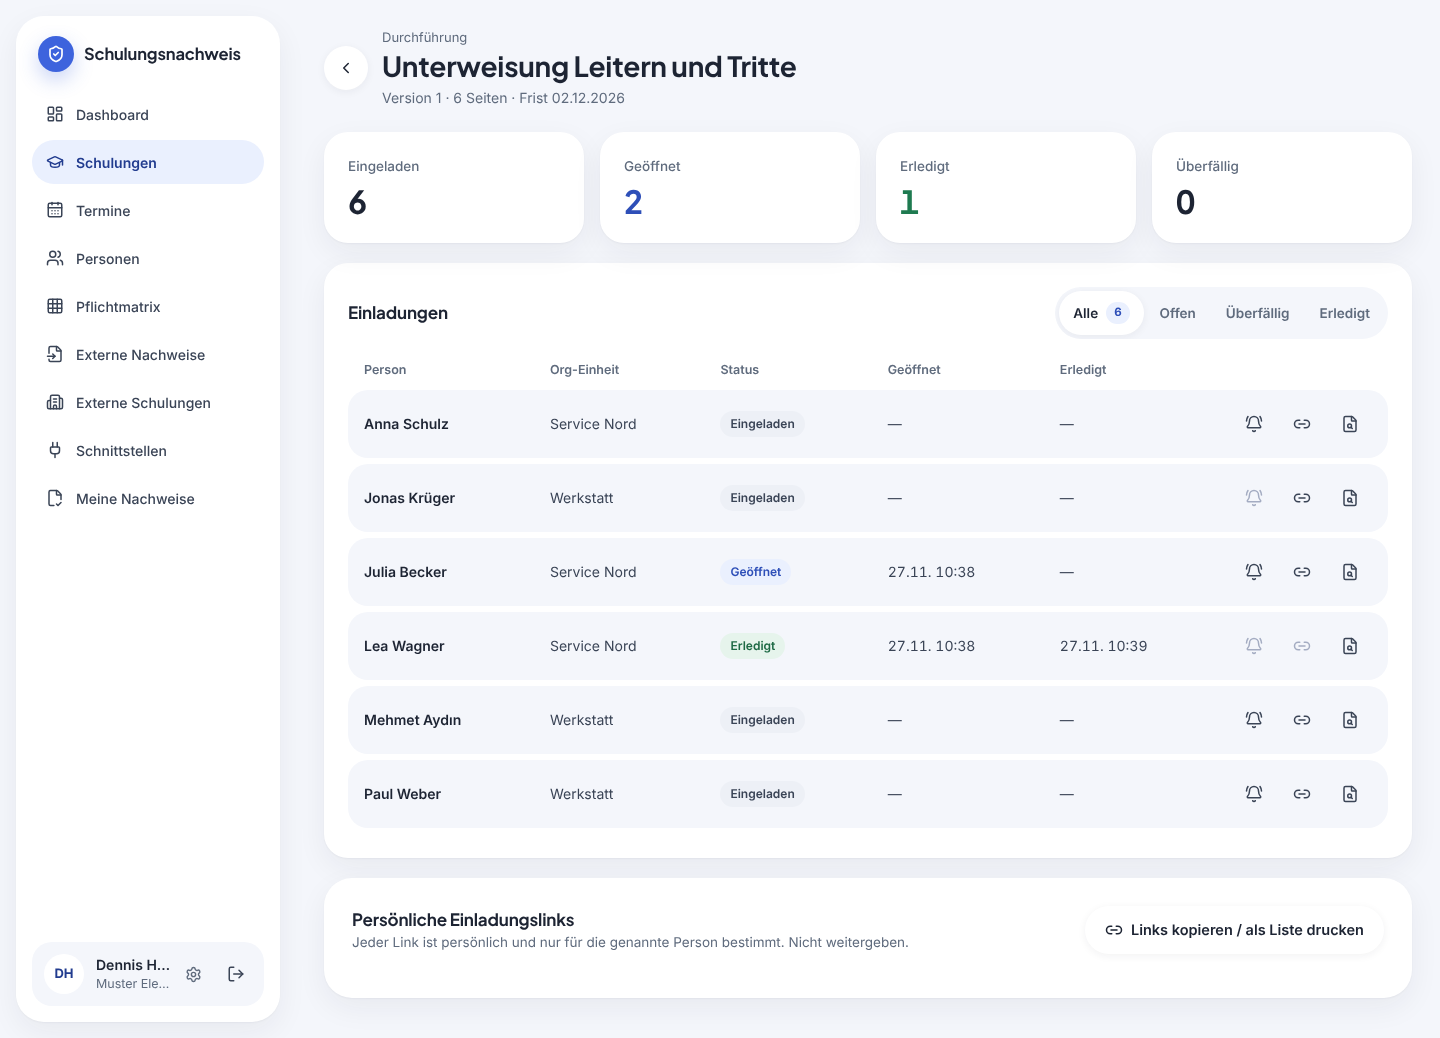 Schulungsnachweis
Dashboard
Schulungen
Termine
Personen
Pflichtmatrix
Externe Nachweise
Externe Schulungen
Schnittstellen
Meine Nachweise
DH
Dennis H...
Muster Ele...
Durchführung
Unterweisung Leitern und Tritte
Version 1 · 6 Seiten · Frist 02.12.2026
Eingeladen
6
Geöffnet
2
Erledigt
1
Überfällig
0
Einladungen
Alle 6 Offen Überfällig Erledigt
Person Org-Einheit Status Geöffnet Erledigt
Anna Schulz Service Nord Eingeladen — —
Jonas Krüger Werkstatt Eingeladen — —
Julia Becker Service Nord Geöffnet 27.11. 10:38 —
Lea Wagner Service Nord Erledigt 27.11. 10:38 27.11. 10:39
Mehmet Aydın Werkstatt Eingeladen — —
Paul Weber Werkstatt Eingeladen — —
Persönliche Einladungslinks
Jeder Link ist persönlich und nur für die genannte Person bestimmt. Nicht weitergeben.
Links kopieren / als Liste drucken